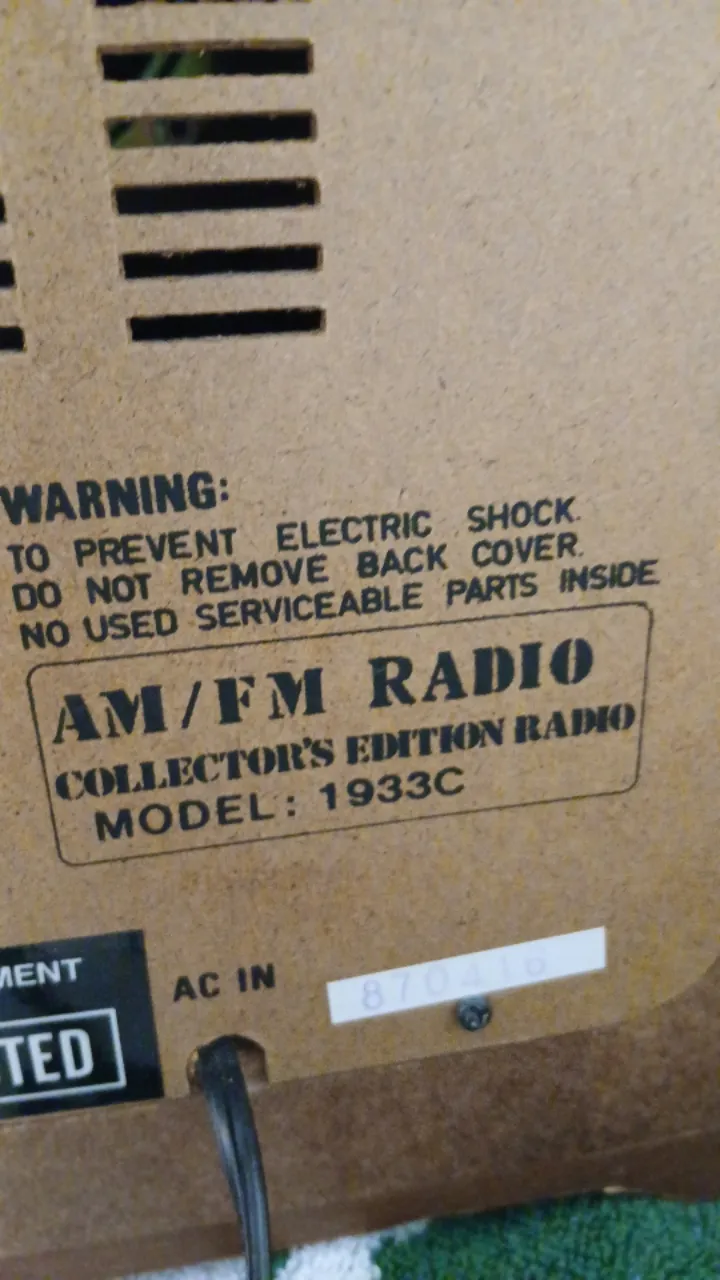 WARNING:
TO PREVENT ELECTRIC SHOCK.
DO NOT REMOVE BACK COVER.
NO USED SERVICEABLE PARTS INSIDE
AM/FM RADIO
COLLECTOR'S EDITION RADIO
MODEL: 1933C
MENT
TED
AC IN
870416